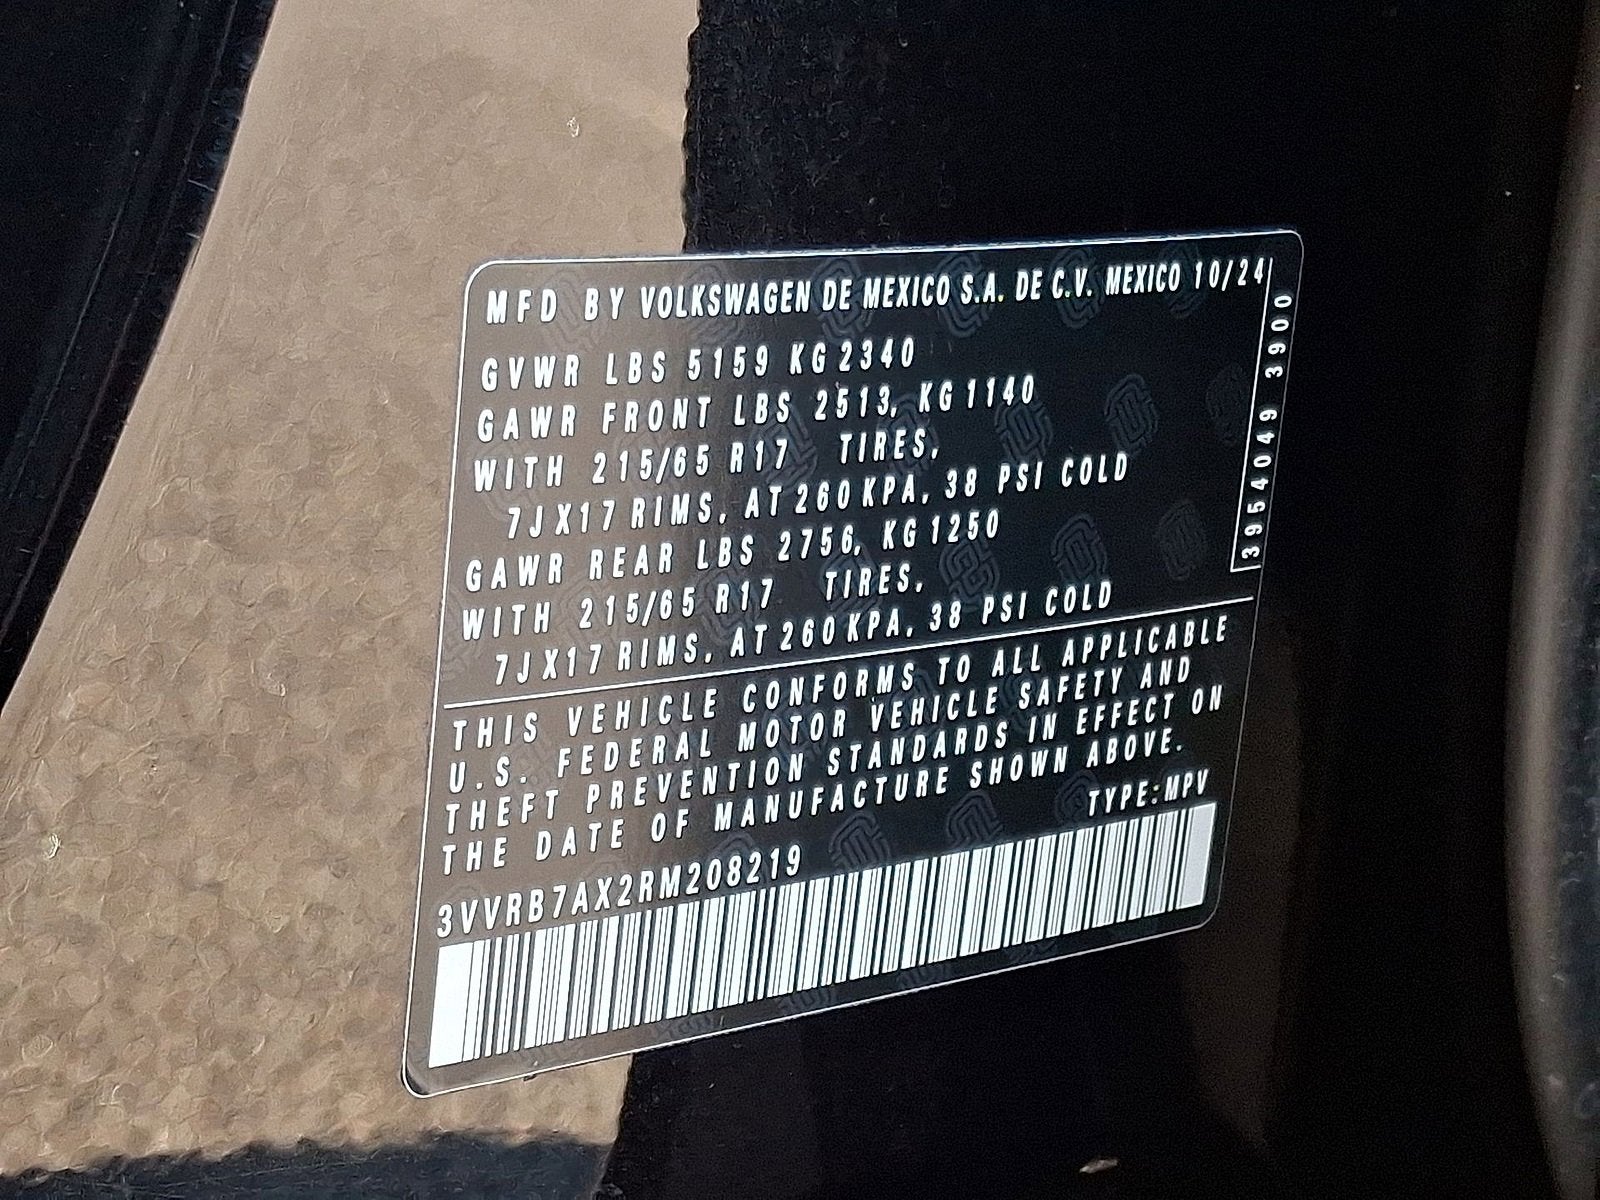 MFD BY VOLKSWAGEN DE MEXICO S.A. DE C.V. MEXICO 10/24
GVWR LBS 5159 KG 2340
GAWR FRONT LBS 2513, KG 1140
WITH 215/65 R17 TIRES,
7JX17 RIMS, AT 260 KPA, 38 PSI COLD
GAWR REAR LBS 2756, KG 1250
WITH 215/65 R17 TIRES,
7JX17 RIMS, AT 260 KPA, 38 PSI COLD
3954049 3900
THIS VEHICLE CONFORMS TO ALL APPLICABLE
U.S. FEDERAL MOTOR VEHICLE SAFETY AND
THEFT PREVENTION STANDARDS IN EFFECT ON
THE DATE OF MANUFACTURE SHOWN ABOVE.
TYPE:MPV
3VVRB7AX2RM208219